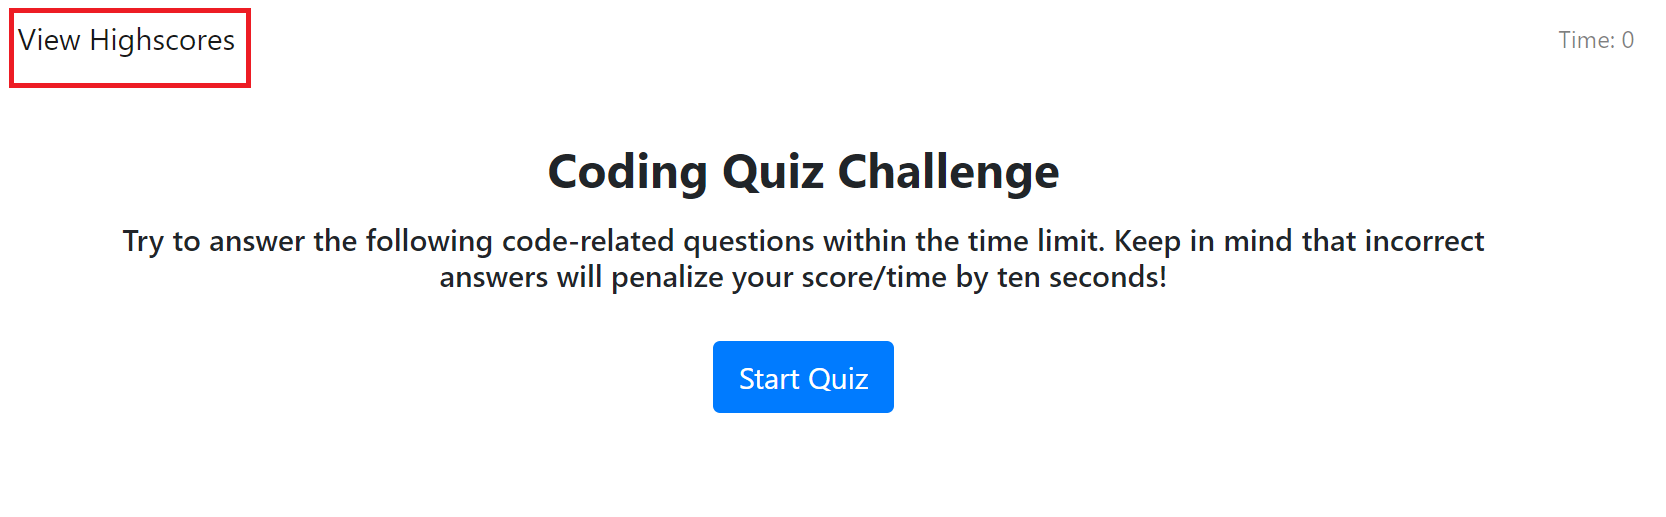 View Highscores
Time: 0
Coding Quiz Challenge
Try to answer the following code-related questions within the time limit. Keep in mind that incorrect
answers will penalize your score/time by ten seconds!
Start Quiz